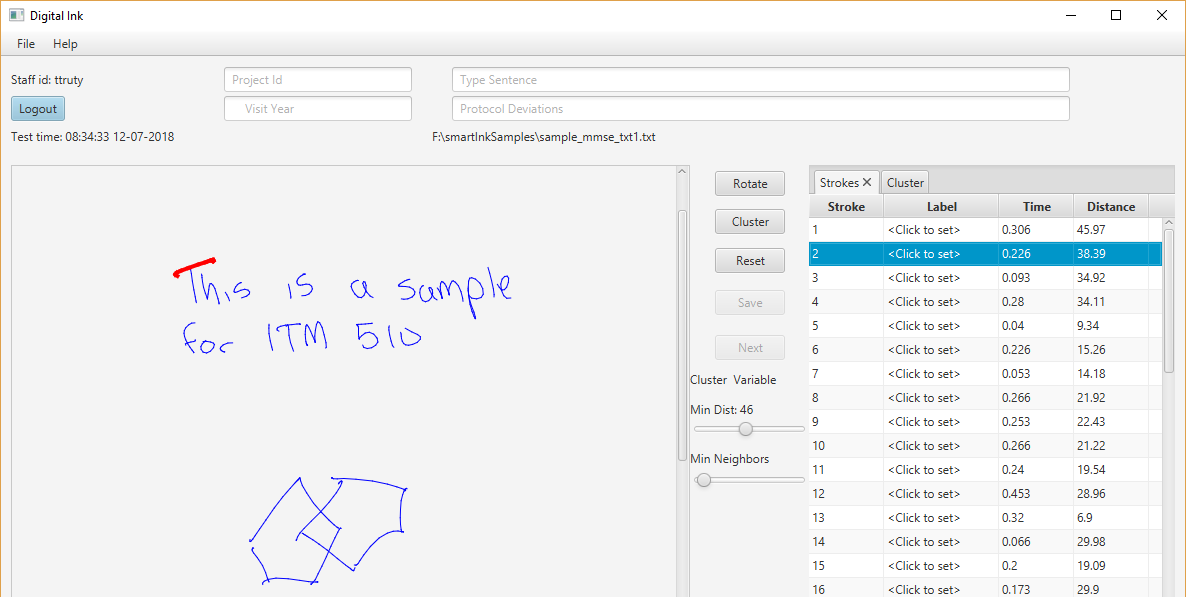 Digital Ink
File Help
Staff id: ttruty
Project Id
Type Sentence
Logout
Visit Year
Protocol Deviations
Test time: 08:34:33 12-07-2018
F:\smartInkSamples\sample_mmse_txt1.txt
This is a sample
for ITM 510
Rotate
Cluster
Reset
Save
Next
Cluster Variable
Min Dist: 46
Min Neighbors
Strokes Cluster
Stroke Label Time Distance
1 <Click to set> 0.306 45.97
2 <Click to set> 0.226 38.39
3 <Click to set> 0.093 34.92
4 <Click to set> 0.28 34.11
5 <Click to set> 0.04 9.34
6 <Click to set> 0.226 15.26
7 <Click to set> 0.053 14.18
8 <Click to set> 0.266 21.92
9 <Click to set> 0.253 22.43
10 <Click to set> 0.266 21.22
11 <Click to set> 0.24 19.54
12 <Click to set> 0.453 28.96
13 <Click to set> 0.32 6.9
14 <Click to set> 0.066 29.98
15 <Click to set> 0.2 19.09
16 <Click to set> 0.173 29.9